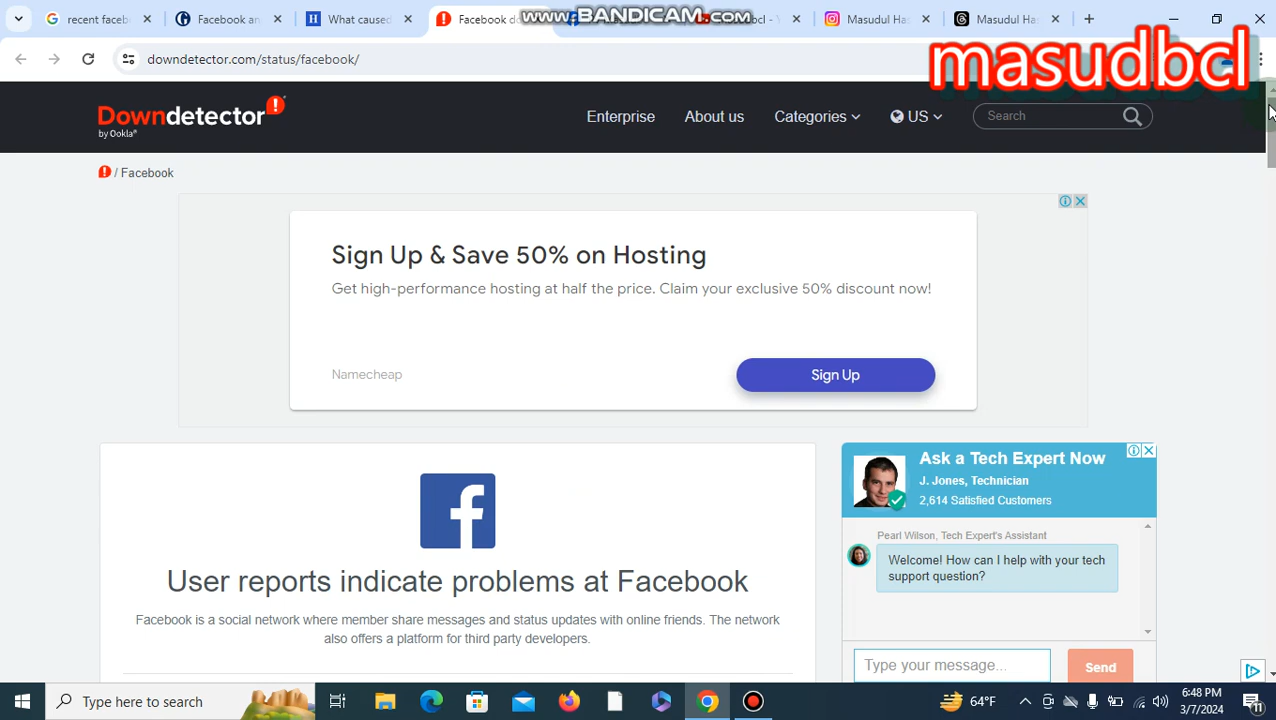 recent faceb
Facebook an
What caused
Facebook do
www.BANDICAM.com
Masudul Ha
Masudul Ha
downdetector.com/status/facebook/
masudbcl
Downdetector
by Ookla®
Enterprise
About us
Categories
US
Search
/ Facebook
Sign Up & Save 50% on Hosting
Get high-performance hosting at half the price. Claim your exclusive 50% discount now!
Namecheap
Sign Up
User reports indicate problems at Facebook
Facebook is a social network where member share messages and status updates with online friends. The network
also offers a platform for third party developers.
Ask a Tech Expert Now
J. Jones, Technician
2,614 Satisfied Customers
Pearl Wilson, Tech Expert's Assistant
Welcome! How can I help with your tech
support question?
Type your message...
Send
Type here to search
64°F
6:48 PM
3/7/2024
11